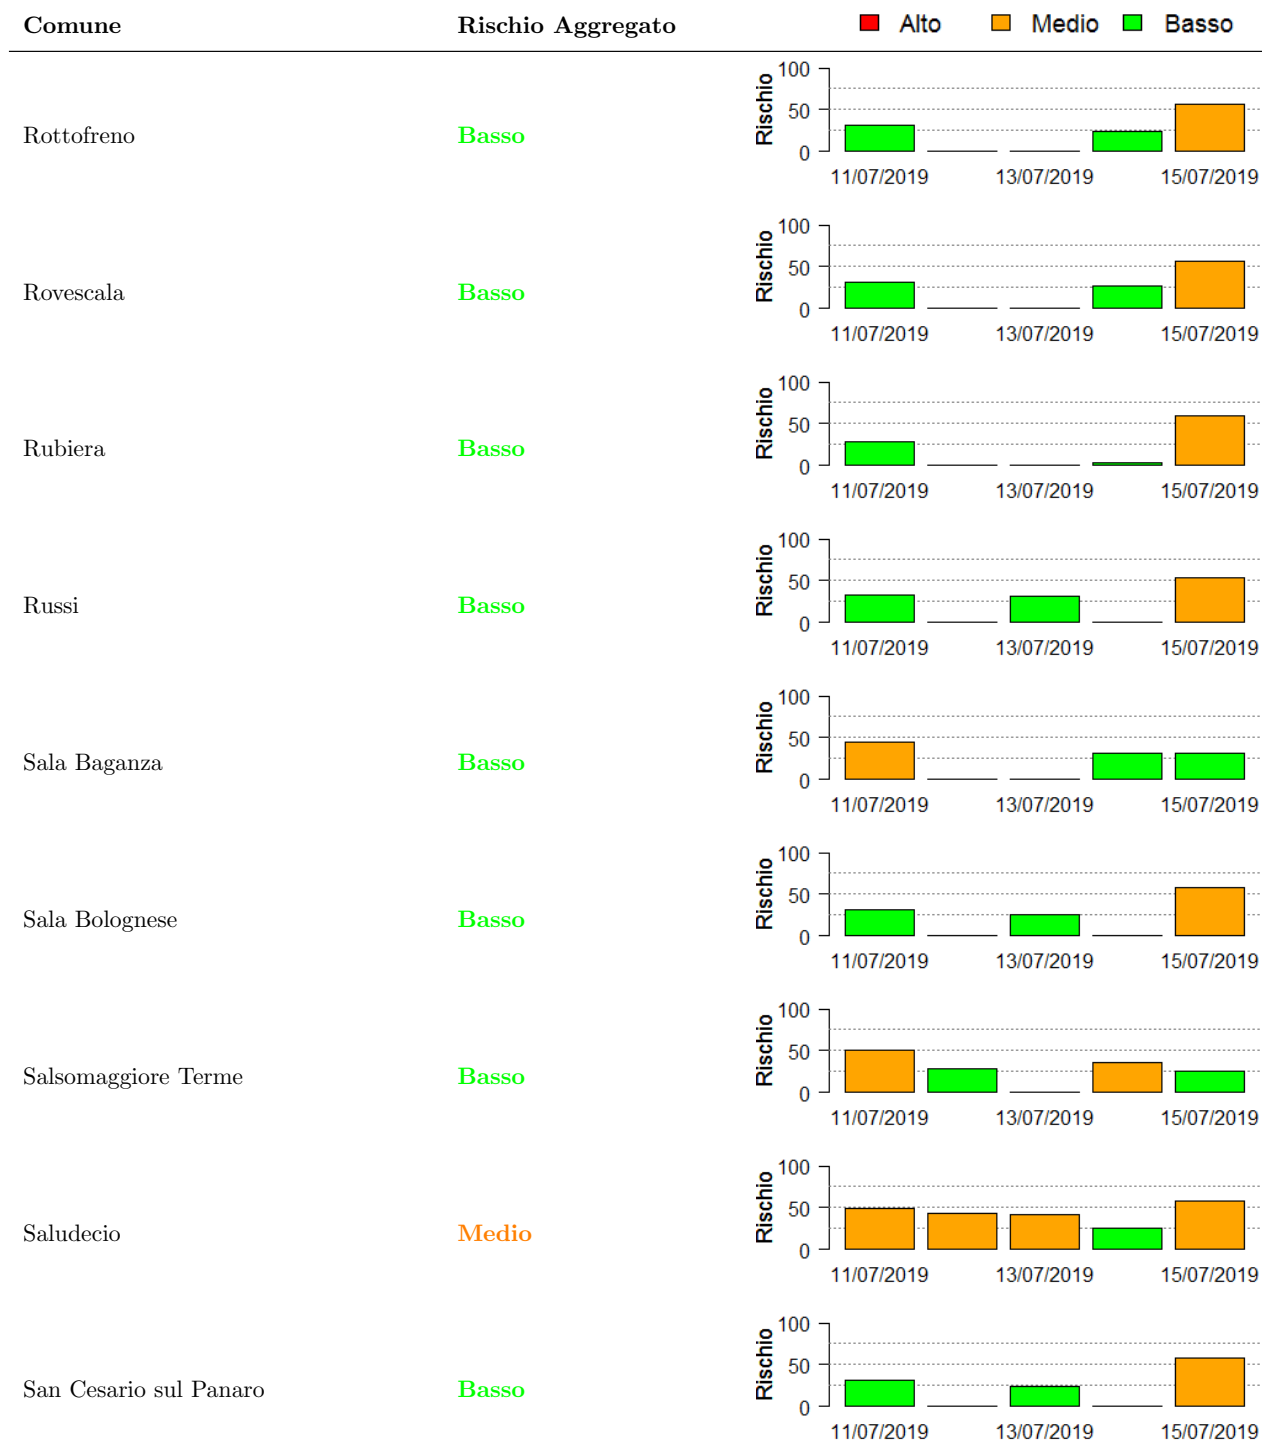 Comune Rischio Aggregato Alto Medio Basso
Rottofreno Basso Rischio 0 50 100
11/07/2019 13/07/2019 15/07/2019
Rovescala Basso Rischio 0 50 100
11/07/2019 13/07/2019 15/07/2019
Rubiera Basso Rischio 0 50 100
11/07/2019 13/07/2019 15/07/2019
Russi Basso Rischio 0 50 100
11/07/2019 13/07/2019 15/07/2019
Sala Baganza Basso Rischio 0 50 100
11/07/2019 13/07/2019 15/07/2019
Sala Bolognese Basso Rischio 0 50 100
11/07/2019 13/07/2019 15/07/2019
Salsomaggiore Terme Basso Rischio 0 50 100
11/07/2019 13/07/2019 15/07/2019
Saludecio Medio Rischio 0 50 100
11/07/2019 13/07/2019 15/07/2019
San Cesario sul Panaro Basso Rischio 0 50 100
11/07/2019 13/07/2019 15/07/2019